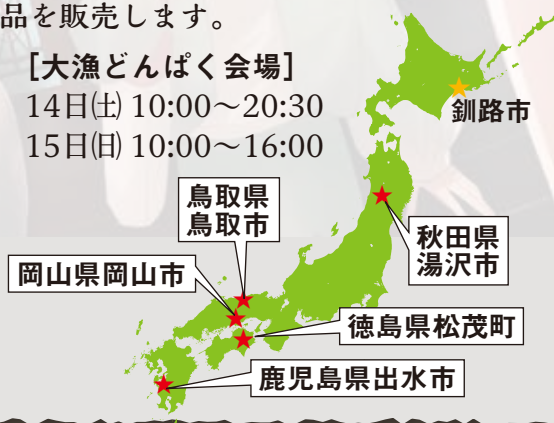 品を販売します。
[大漁どんぱく会場]
14日㈯ 10:00〜20:30
15日㈰ 10:00〜16:00
釧路市
鳥取県
鳥取市
秋田県
湯沢市
岡山県岡山市
徳島県松茂町
鹿児島県出水市